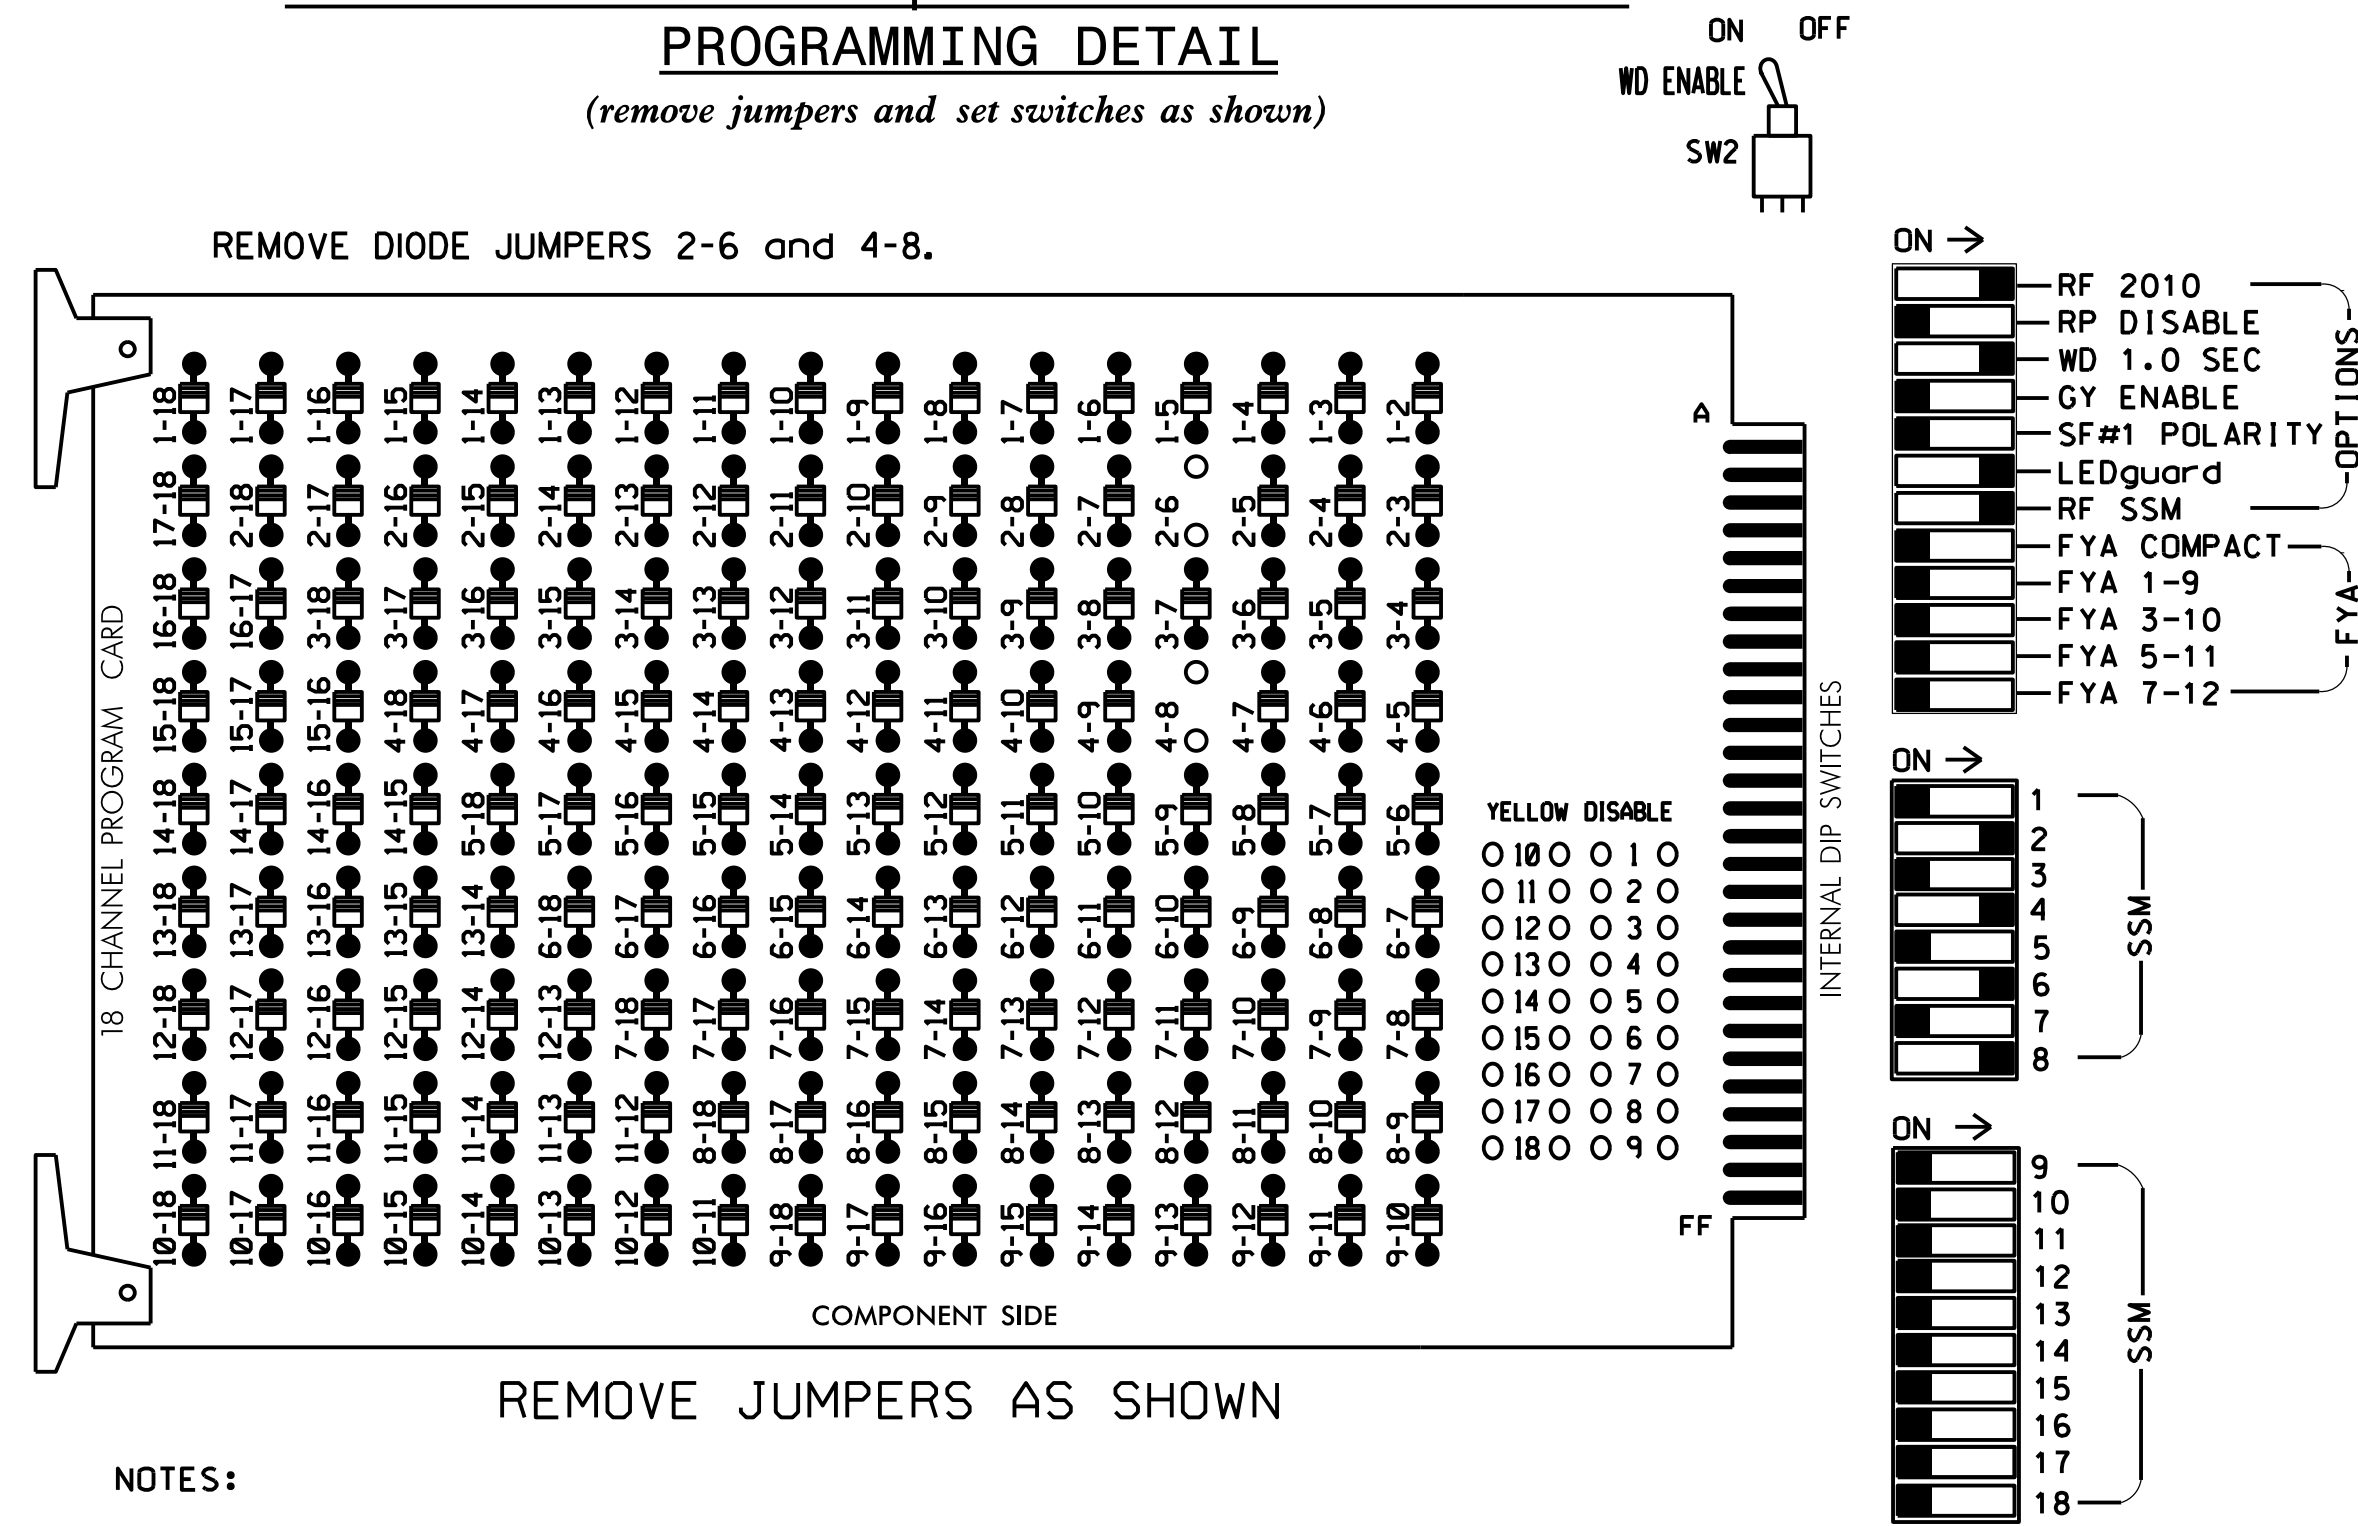 PROGRAMMING DETAIL
(remove jumpers and set switches as shown)
ON OFF
WD ENABLE
SW2
REMOVE DIODE JUMPERS 2-6 and 4-8.
18 CHANNEL PROGRAM CARD
1-18 1-17 1-16 1-15 1-14 1-13 1-12 1-11 1-10 1-9 1-8 1-7 1-6 1-5 1-4 1-3 1-2
17-18 2-18 2-17 2-16 2-15 2-14 2-13 2-12 2-11 2-10 2-9 2-8 2-7 2-6 2-5 2-4 2-3
16-18 16-17 3-18 3-17 3-16 3-15 3-14 3-13 3-12 3-11 3-10 3-9 3-8 3-7 3-6 3-5 3-4
15-18 15-17 15-16 4-18 4-17 4-16 4-15 4-14 4-13 4-12 4-11 4-10 4-9 4-8 4-7 4-6 4-5
14-18 14-17 14-16 14-15 5-18 5-17 5-16 5-15 5-14 5-13 5-12 5-11 5-10 5-9 5-8 5-7 5-6
13-18 13-17 13-16 13-15 13-14 6-18 6-17 6-16 6-15 6-14 6-13 6-12 6-11 6-10 6-9 6-8 6-7
12-18 12-17 12-16 12-15 12-14 12-13 7-18 7-17 7-16 7-15 7-14 7-13 7-12 7-11 7-10 7-9 7-8
11-18 11-17 11-16 11-15 11-14 11-13 11-12 8-18 8-17 8-16 8-15 8-14 8-13 8-12 8-11 8-10 8-9
10-18 10-17 10-16 10-15 10-14 10-13 10-12 10-11 9-18 9-17 9-16 9-15 9-14 9-13 9-12 9-11 9-10
A
YELLOW DISABLE
10 1
11 2
12 3
13 4
14 5
15 6
16 7
17 8
18 9
FF
COMPONENT SIDE
REMOVE JUMPERS AS SHOWN
NOTES:
INTERNAL DIP SWITCHES
ON →
RF 2010
RP DISABLE
WD 1.0 SEC
GY ENABLE
SF#1 POLARITY
LEDguard
RF SSM
OPTIONS
FYA COMPACT
FYA 1-9
FYA 3-10
FYA 5-11
FYA 7-12
FYA
ON →
1
2
3
4
5
6
7
8
SSM
ON →
9
10
11
12
13
14
15
16
17
18
SSM